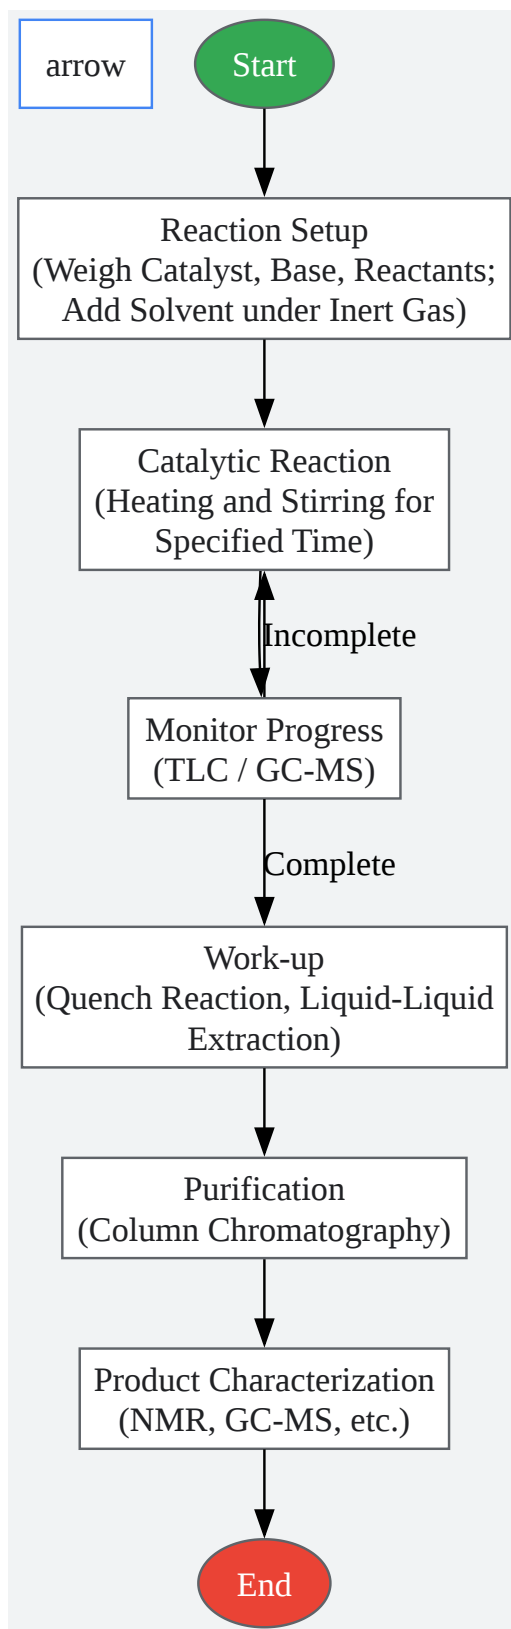 arrow
Start
Reaction Setup
(Weigh Catalyst, Base, Reactants;
Add Solvent under Inert Gas)
Catalytic Reaction
(Heating and Stirring for
Specified Time)
Incomplete
Monitor Progress
(TLC / GC-MS)
Complete
Work-up
(Quench Reaction, Liquid-Liquid
Extraction)
Purification
(Column Chromatography)
Product Characterization
(NMR, GC-MS, etc.)
End